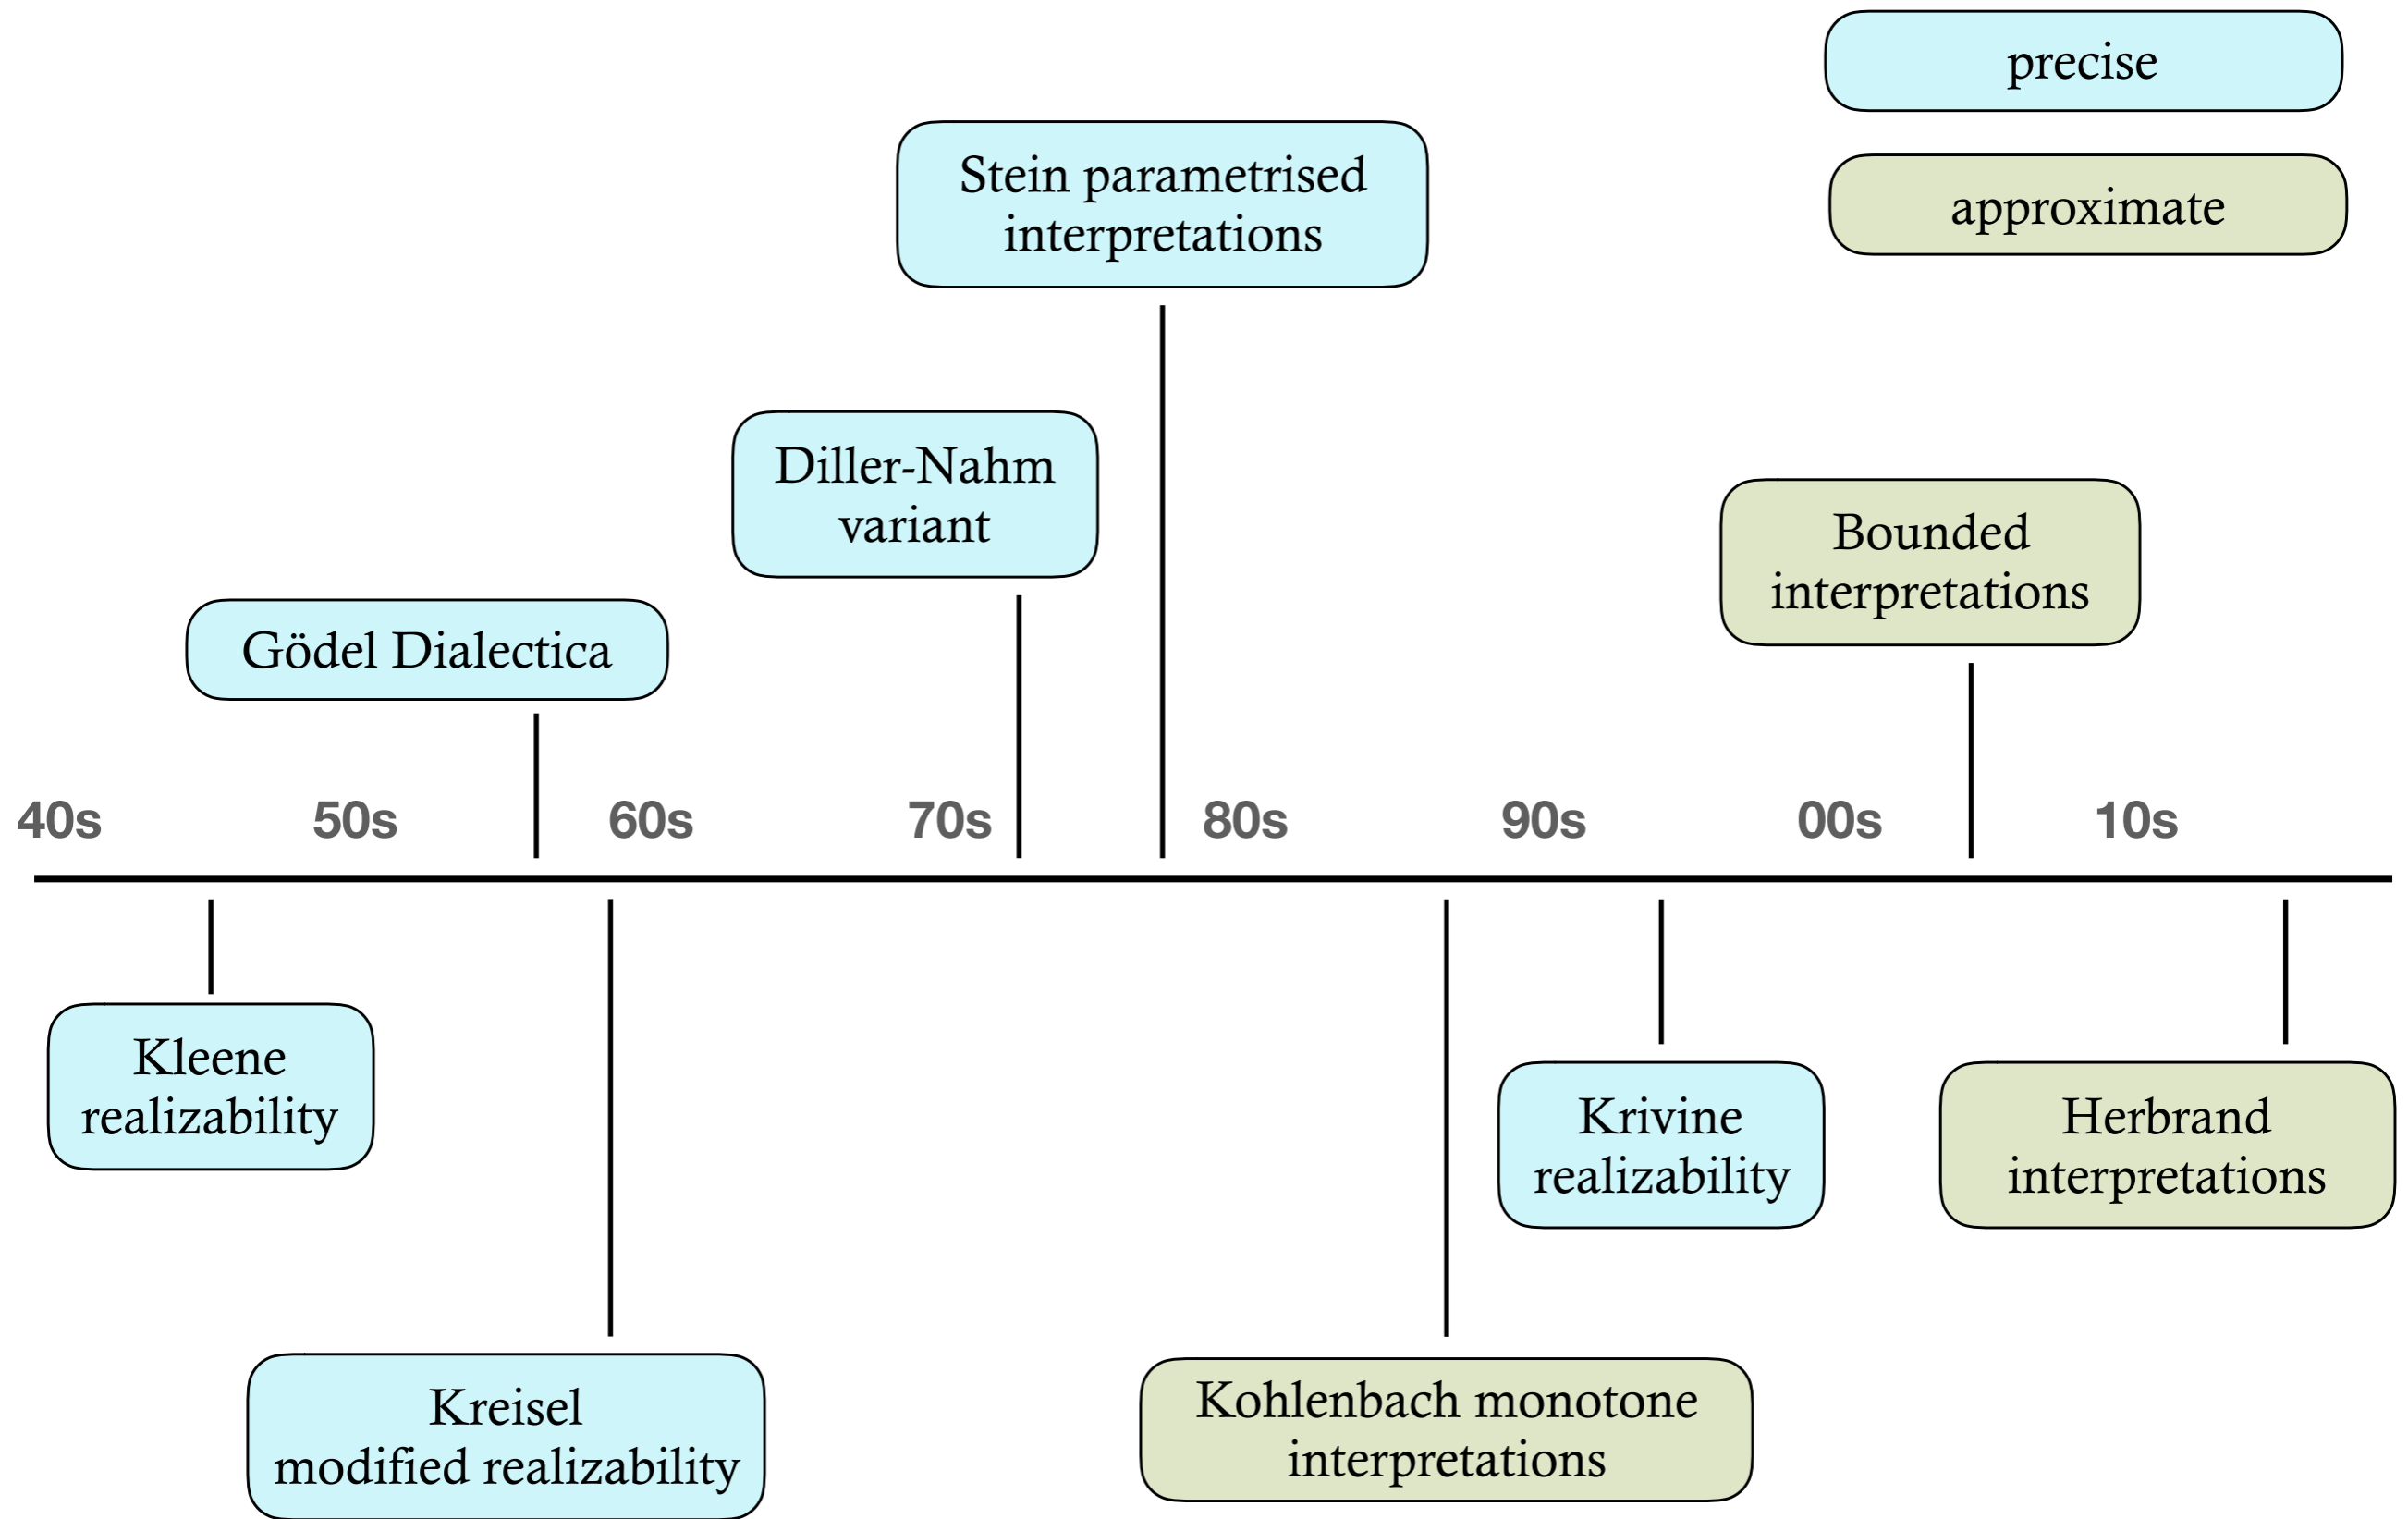 precise
approximate
Stein parametrised
interpretations
Diller-Nahm
variant
Bounded
interpretations
Gödel Dialectica
40s 50s 60s 70s 80s 90s 00s 10s
Kleene
realizability
Krivine
realizability
Herbrand
interpretations
Kreisel
modified realizability
Kohlenbach monotone
interpretations